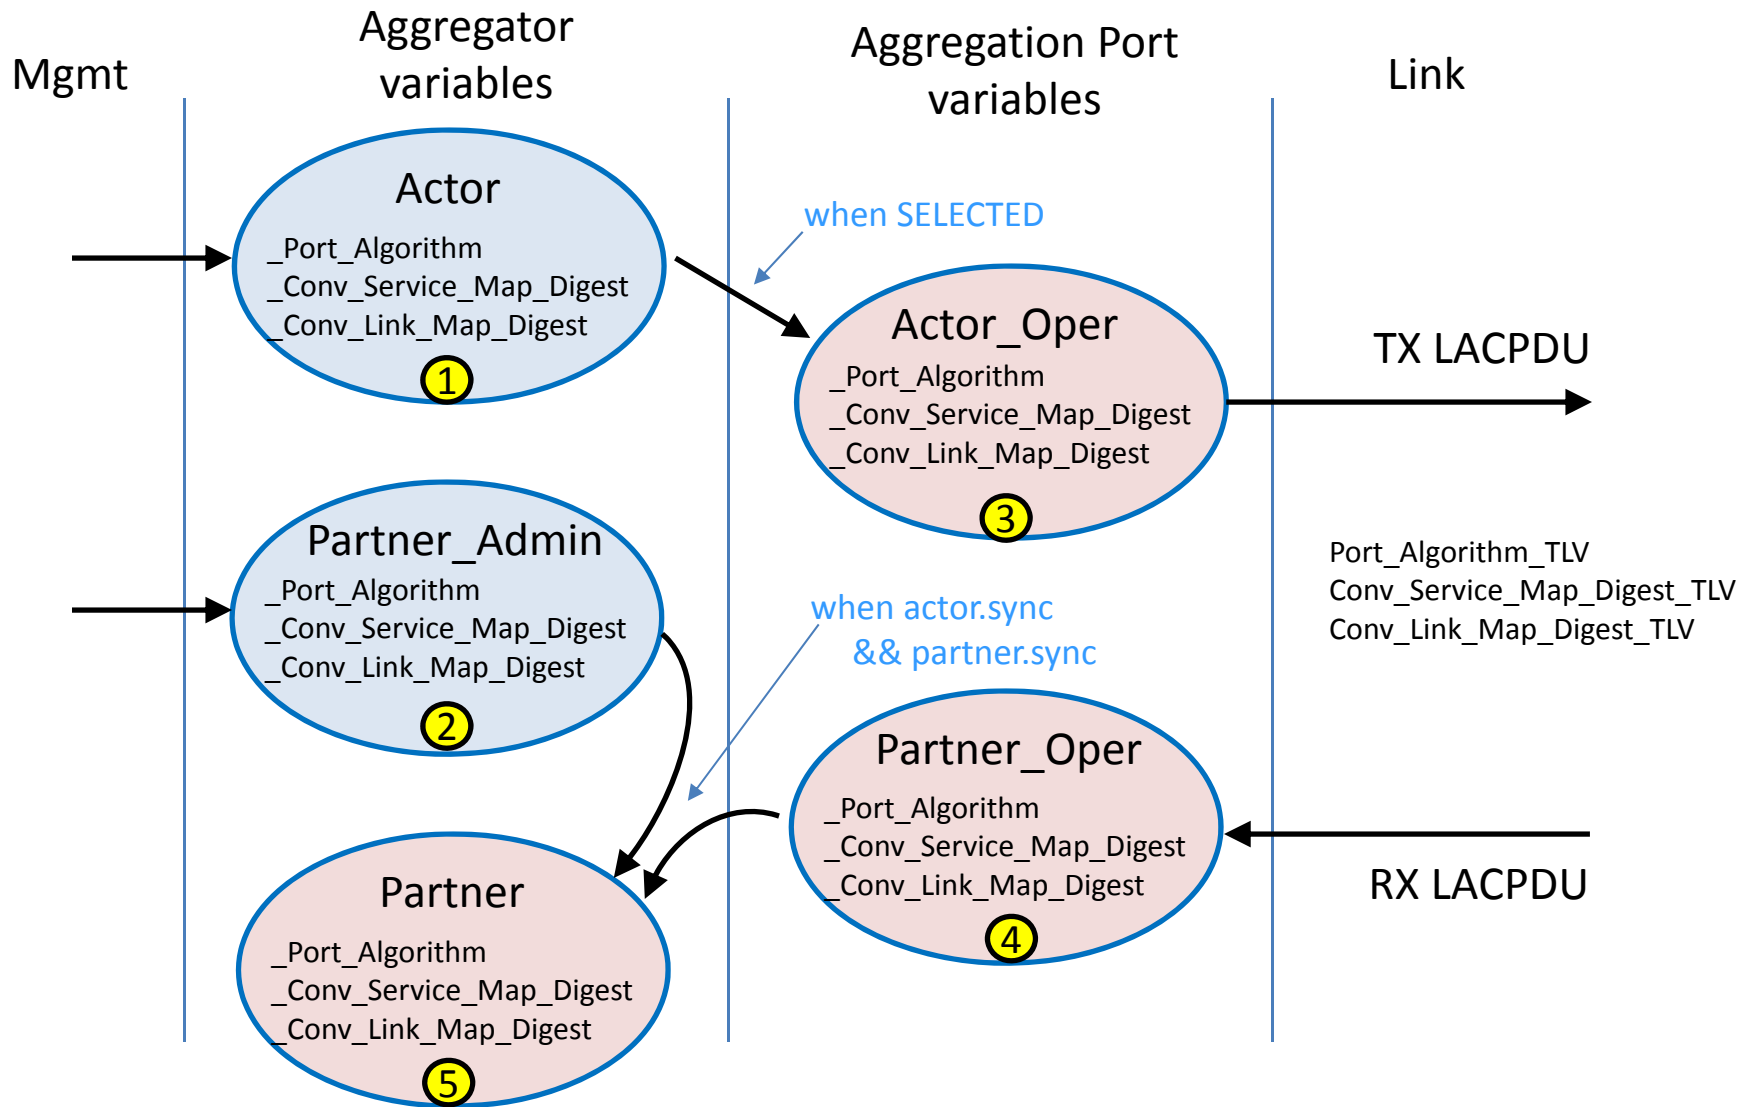 Mgmt
Aggregator
variables
Aggregation Port
variables
Link
Actor
_Port_Algorithm
_Conv_Service_Map_Digest
_Conv_Link_Map_Digest
1
when SELECTED
Actor_Oper
_Port_Algorithm
_Conv_Service_Map_Digest
_Conv_Link_Map_Digest
3
TX LACPDU
Partner_Admin
_Port_Algorithm
_Conv_Service_Map_Digest
_Conv_Link_Map_Digest
2
when actor.sync
&& partner.sync
Port_Algorithm_TLV
Conv_Service_Map_Digest_TLV
Conv_Link_Map_Digest_TLV
Partner_Oper
_Port_Algorithm
_Conv_Service_Map_Digest
_Conv_Link_Map_Digest
4
RX LACPDU
Partner
_Port_Algorithm
_Conv_Service_Map_Digest
_Conv_Link_Map_Digest
5